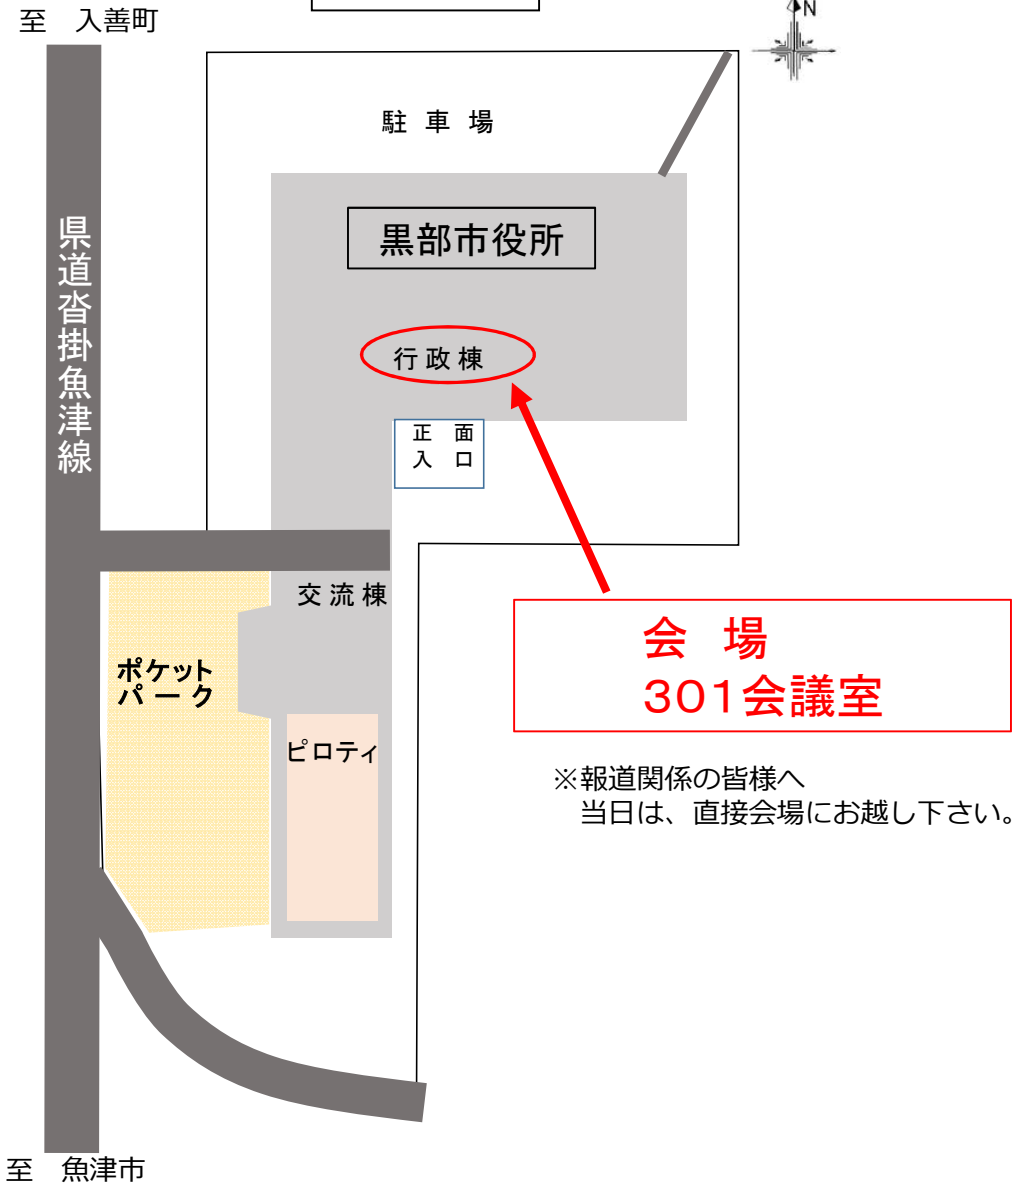 至　入善町
N
駐 車 場
黒部市役所
県道沓掛魚津線
行政棟
正　面
入　口
交流棟
会　場
301会議室
ポケット
パーク
ピロティ
※報道関係の皆様へ
当日は、直接会場にお越し下さい。
至　魚津市